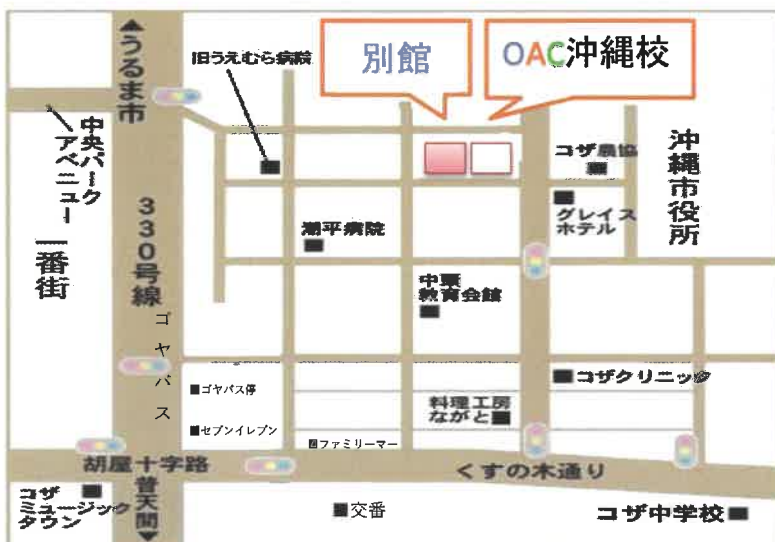 ▲うるま市
旧うえむら病院
別館
OAC沖縄校
中央パーク
アベニュー
一番街
330号線
コザ農協
沖縄市役所
グレイス
ホテル
潮平病院
中頭
教育会館
ゴヤバス
コザクリニック
ゴヤバス停
料理工房
ながと
セブンイレブン
ファミリーマー
胡屋十字路
くすの木通り
普天間▼
コザ
ミュージック
タウン
交番
コザ中学校